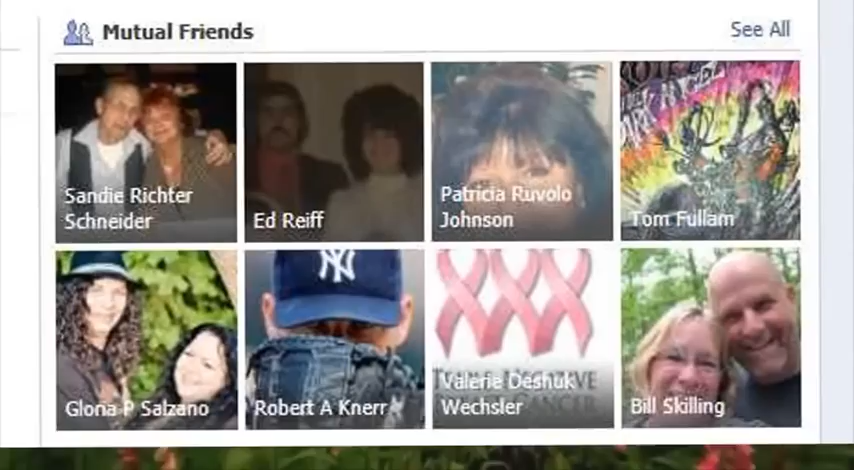 Mutual Friends
See All
Sandie Richter
Schneider
Ed Reiff
Patricia Ruvolo
Johnson
Tom Fullam
Gloria P Salzano
Robert A Knerr
NY
Valerie Deshuk
Wechsler
Bill Skilling